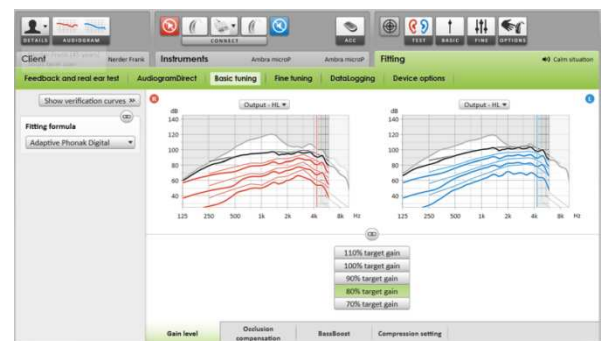 DETAILS AUDIOGRAM CONNECT ACC TEST BASIC FINE OPTIONS
Client Nerder Frank Instruments Ambra microP Ambra microP Fitting Calm situation
Feedback and real ear test AudiogramDirect Basic tuning Fine tuning DataLogging Device options
Show verification curves »
Fitting formula
Adaptive Phonak Digital
Output - HL Output - HL
dB dB
140 140
120 120
100 100
80 80
60 60
40 40
125 250 500 1k 2k 4k 8k Hz 125 250 500 1k 2k 4k 8k Hz
110% target gain
100% target gain
90% target gain
80% target gain
70% target gain
Gain level Occlusion compensation BassBoost Compression setting